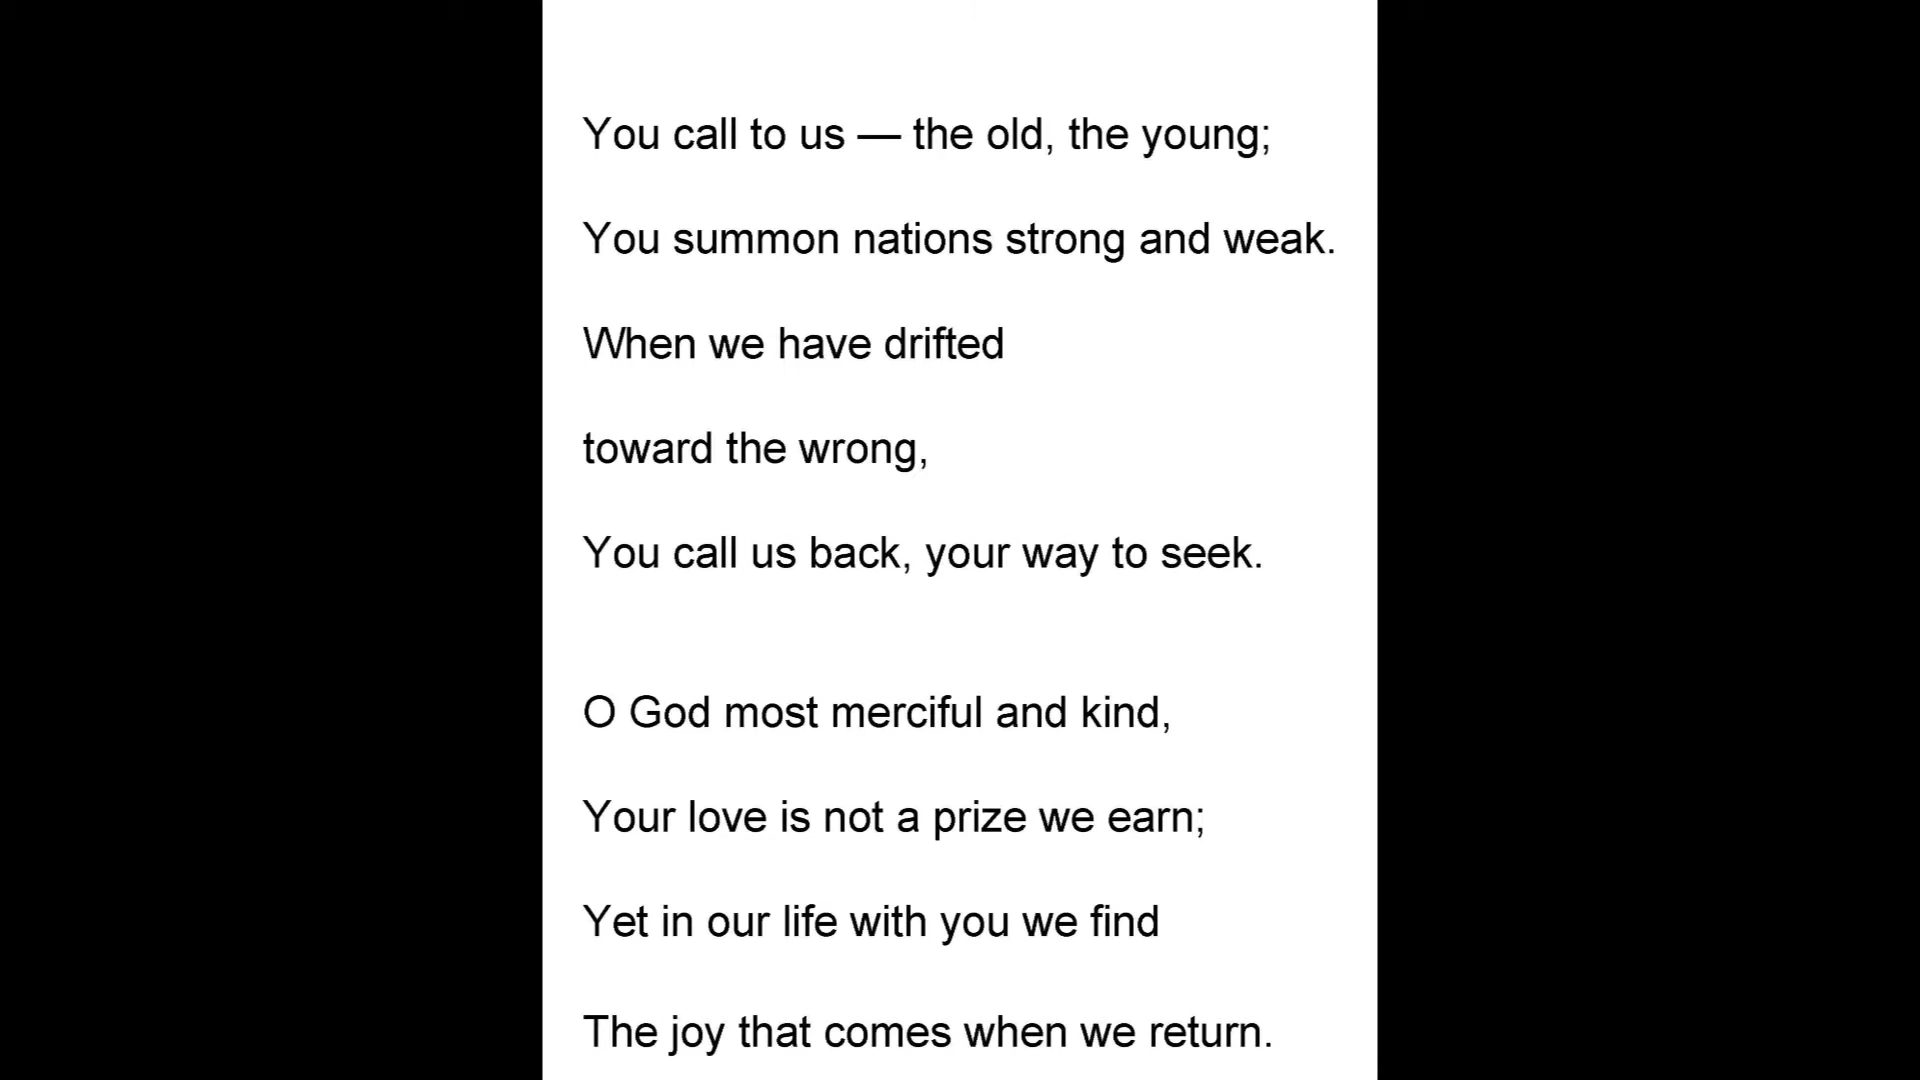 You call to us — the old, the young;
You summon nations strong and weak.
When we have drifted
toward the wrong,
You call us back, your way to seek.
O God most merciful and kind,
Your love is not a prize we earn;
Yet in our life with you we find
The joy that comes when we return.